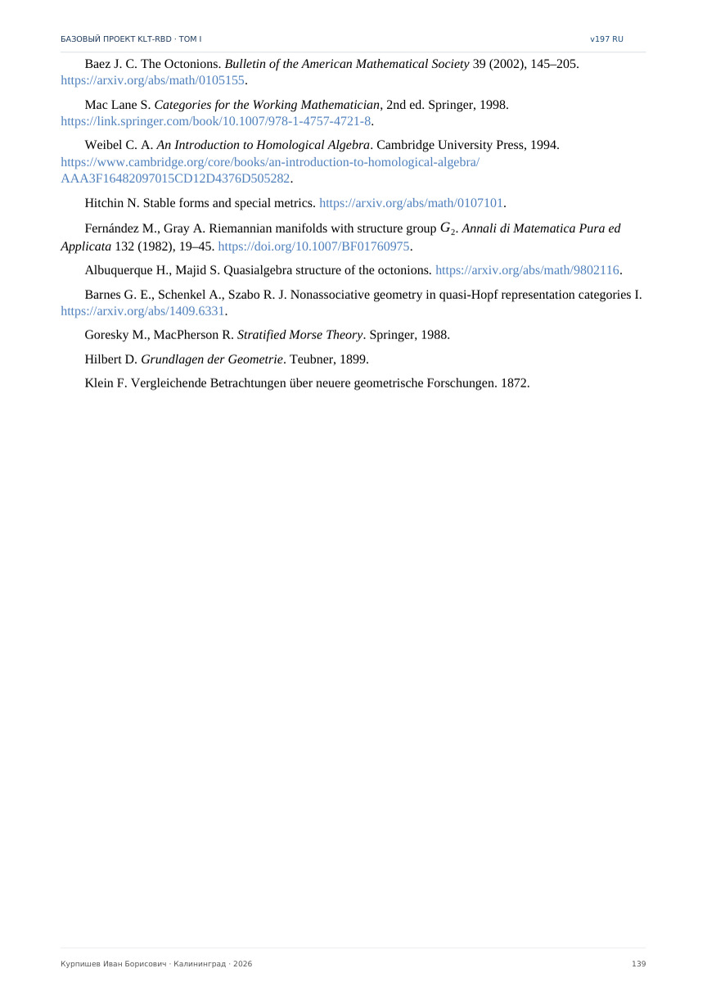 БАЗОВЫЙ ПРОЕКТ KLT-RBD · ТОМ I v197 RU
Baez J. C. The Octonions. Bulletin of the American Mathematical Society 39 (2002), 145–205.
https://arxiv.org/abs/math/0105155.
Mac Lane S. Categories for the Working Mathematician, 2nd ed. Springer, 1998.
https://link.springer.com/book/10.1007/978-1-4757-4721-8.
Weibel C. A. An Introduction to Homological Algebra. Cambridge University Press, 1994.
https://www.cambridge.org/core/books/an-introduction-to-homological-algebra/
AAA3F16482097015CD12D4376D505282.
Hitchin N. Stable forms and special metrics. https://arxiv.org/abs/math/0107101.
Fernández M., Gray A. Riemannian manifolds with structure group G₂. Annali di Matematica Pura ed
Applicata 132 (1982), 19–45. https://doi.org/10.1007/BF01760975.
Albuquerque H., Majid S. Quasialgebra structure of the octonions. https://arxiv.org/abs/math/9802116.
Barnes G. E., Schenkel A., Szabo R. J. Nonassociative geometry in quasi-Hopf representation categories I.
https://arxiv.org/abs/1409.6331.
Goresky M., MacPherson R. Stratified Morse Theory. Springer, 1988.
Hilbert D. Grundlagen der Geometrie. Teubner, 1899.
Klein F. Vergleichende Betrachtungen über neuere geometrische Forschungen. 1872.
Курпишев Иван Борисович · Калининград · 2026 139